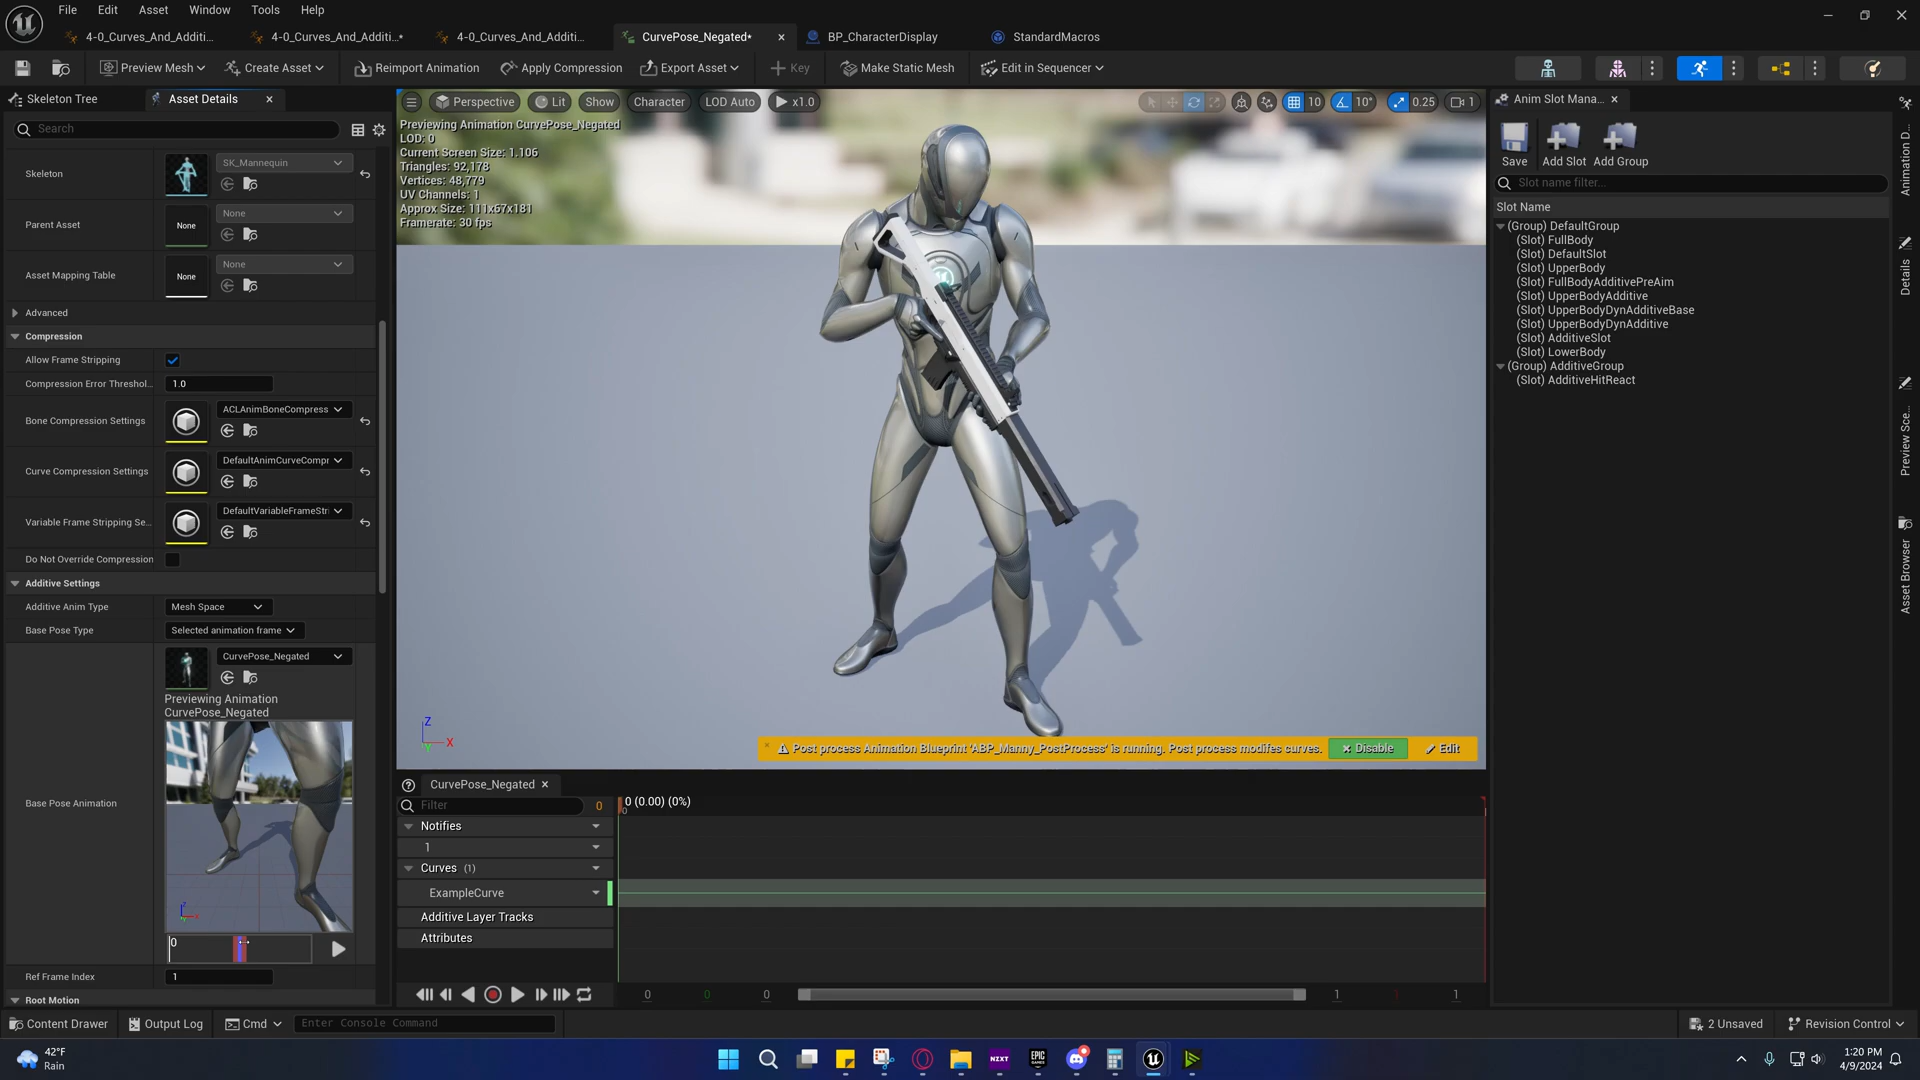 File Edit Asset Window Tools Help
4-0_Curves_And_Additi... 4-0_Curves_And_Additi...* 4-0_Curves_And_Additi... CurvePose_Negated* BP_CharacterDisplay StandardMacros
Preview Mesh Create Asset Reimport Animation Apply Compression Export Asset Key Make Static Mesh Edit in Sequencer
Skeleton Tree Asset Details
Search
Skeleton SK_Mannequin
Parent Asset None None
Asset Mapping Table None None
Advanced
Compression
Allow Frame Stripping
Compression Error Threshol... 1.0
Bone Compression Settings ACLAnimBoneCompress
Curve Compression Settings DefaultAnimCurveCompr
Variable Frame Stripping Se... DefaultVariableFrameStri
Do Not Override Compression
Additive Settings
Additive Anim Type Mesh Space
Base Pose Type Selected animation frame
CurvePose_Negated
Previewing Animation
CurvePose_Negated
Base Pose Animation
0
Ref Frame Index 1
Root Motion
Perspective Lit Show Character LOD Auto x1.0 10 10° 0.25 1
Previewing Animation CurvePose_Negated
LOD: 0
Current Screen Size: 1.106
Triangles: 92,178
Vertices: 48,779
UV Channels: 1
Approx Size: 111x67x181
Framerate: 30 fps
Z
X
Y
Post process Animation Blueprint 'ABP_Manny_PostProcess' is running. Post process modifes curves. Disable Edit
CurvePose_Negated
Filter 0 0 (0.00) (0%)
0
Notifies
1
Curves (1)
ExampleCurve
Additive Layer Tracks
Attributes
0 0 0 1 1 1
Anim Slot Mana...
Save Add Slot Add Group
Slot name filter...
Slot Name
(Group) DefaultGroup
(Slot) FullBody
(Slot) DefaultSlot
(Slot) UpperBody
(Slot) FullBodyAdditivePreAim
(Slot) UpperBodyAdditive
(Slot) UpperBodyDynAdditiveBase
(Slot) UpperBodyDynAdditive
(Slot) AdditiveSlot
(Slot) LowerBody
(Group) AdditiveGroup
(Slot) AdditiveHitReact
Animation D...
Details
Preview Sce...
Asset Browser
Content Drawer Output Log Cmd Enter Console Command 2 Unsaved Revision Control
42°F
Rain
NZXT
EPIC GAMES
1:20 PM
4/9/2024